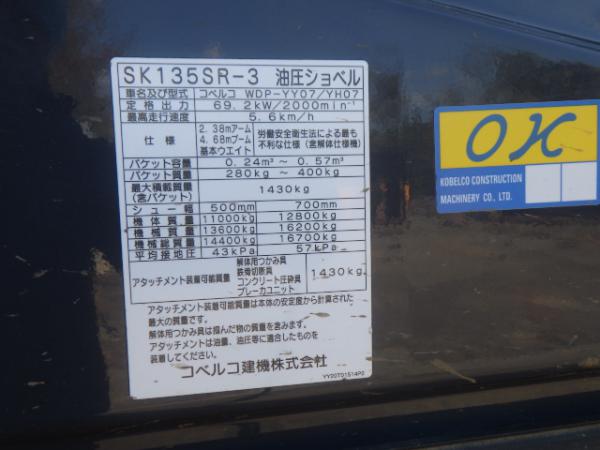 SK135SR-3 油圧ショベル
車名及び型式 コベルコ WDP-YY07/YH07
定格出力 69.2kW/2000min⁻¹
最高走行速度 5.6km/h
仕様 2.38mアーム 4.68mブーム 基本ウエイト 労働安全衛生法による最も不利な仕様(含解体仕様機)
バケット容量 0.24m³~0.57m³
バケット質量 280kg~400kg
最大積載質量(含バケット) 1430kg
シュー幅 500mm 700mm
機体質量 11000kg 12800kg
機械質量 13600kg 16200kg
機械総質量 14400kg 16700kg
平均接地圧 43kPa 57kPa
アタッチメント装着可能質量 解体用つかみ具 鉄骨切断具 コンクリート圧砕具 ブレーカユニット 1430kg
アタッチメント装着可能質量は本体の安定度から計算された
最大の質量です。
解体用つかみ具は掴んだ物の質量を含みます。
アタッチメントは油量、油圧等に適合したものを
装着してください。
コベルコ建機株式会社
YY20T01514P2
OK
KOBELCO CONSTRUCTION
MACHINERY CO., LTD.